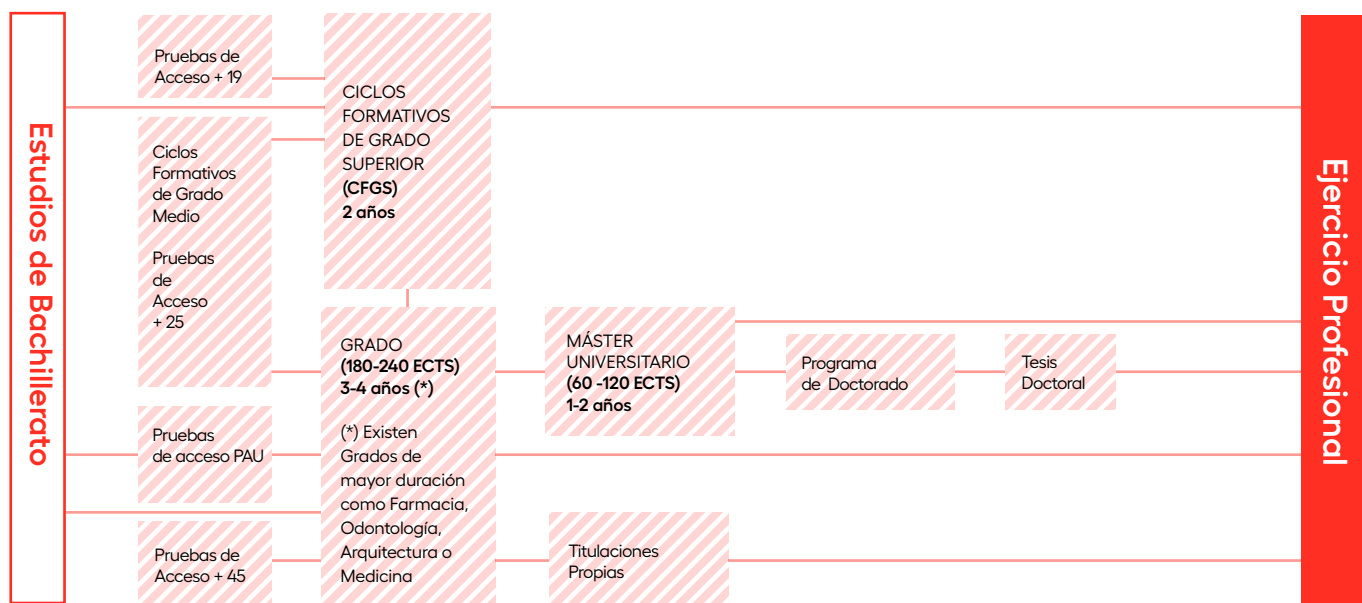 Estudios de Bachillerato
Pruebas de
Acceso + 19
Ciclos
Formativos
de Grado
Medio
Pruebas
de
Acceso
+ 25
Pruebas
de acceso PAU
Pruebas de
Acceso + 45
CICLOS
FORMATIVOS
DE GRADO
SUPERIOR
(CFGS)
2 años
GRADO
(180-240 ECTS)
3-4 años (*)
(*) Existen
Grados de
mayor duración
como Farmacia,
Odontología,
Arquitectura o
Medicina
MÁSTER
UNIVERSITARIO
(60 -120 ECTS)
1-2 años
Titulaciones
Propias
Programa
de Doctorado
Tesis
Doctoral
Ejercicio Profesional